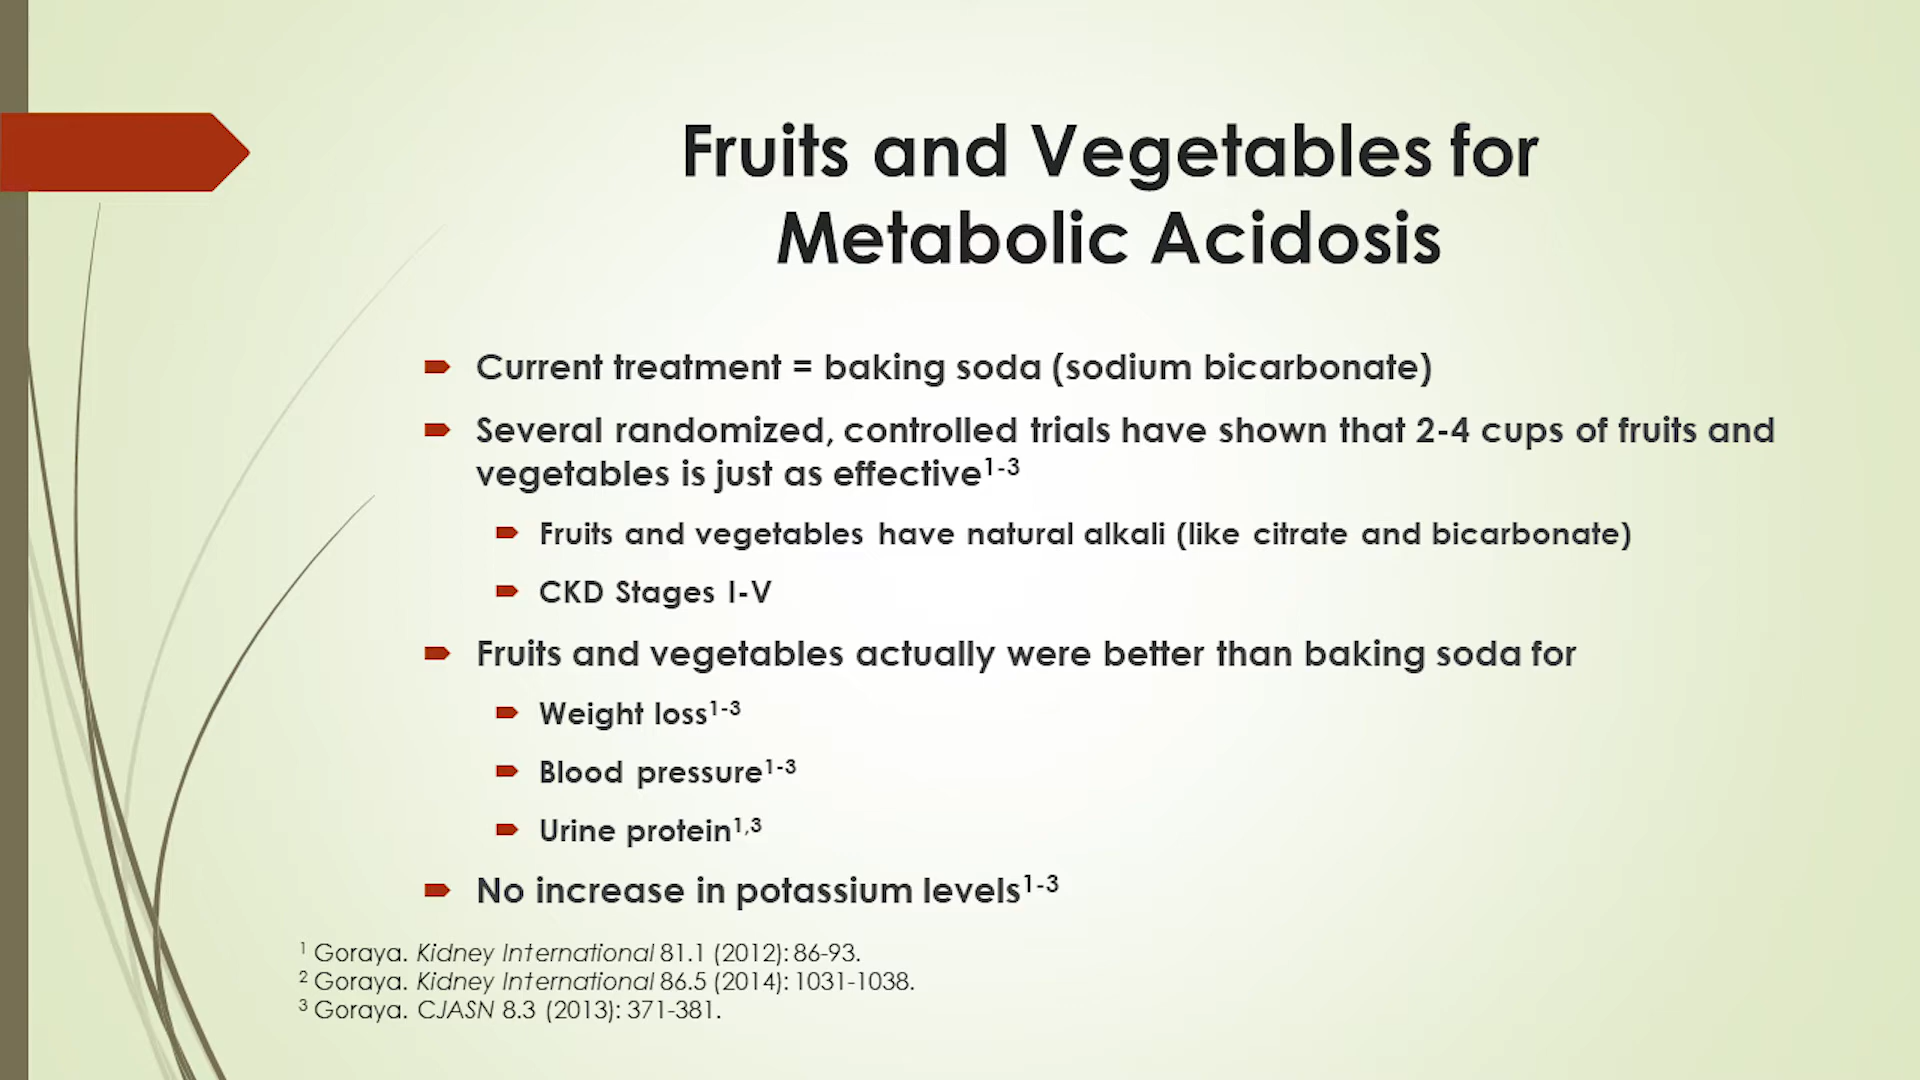 Fruits and Vegetables for
Metabolic Acidosis
Current treatment = baking soda (sodium bicarbonate)
Several randomized, controlled trials have shown that 2-4 cups of fruits and
vegetables is just as effective¹⁻³
Fruits and vegetables have natural alkali (like citrate and bicarbonate)
CKD Stages I-V
Fruits and vegetables actually were better than baking soda for
Weight loss¹⁻³
Blood pressure¹⁻³
Urine protein¹,³
No increase in potassium levels¹⁻³
¹ Goraya. Kidney International 81.1 (2012): 86-93.
² Goraya. Kidney International 86.5 (2014): 1031-1038.
³ Goraya. CJASN 8.3 (2013): 371-381.